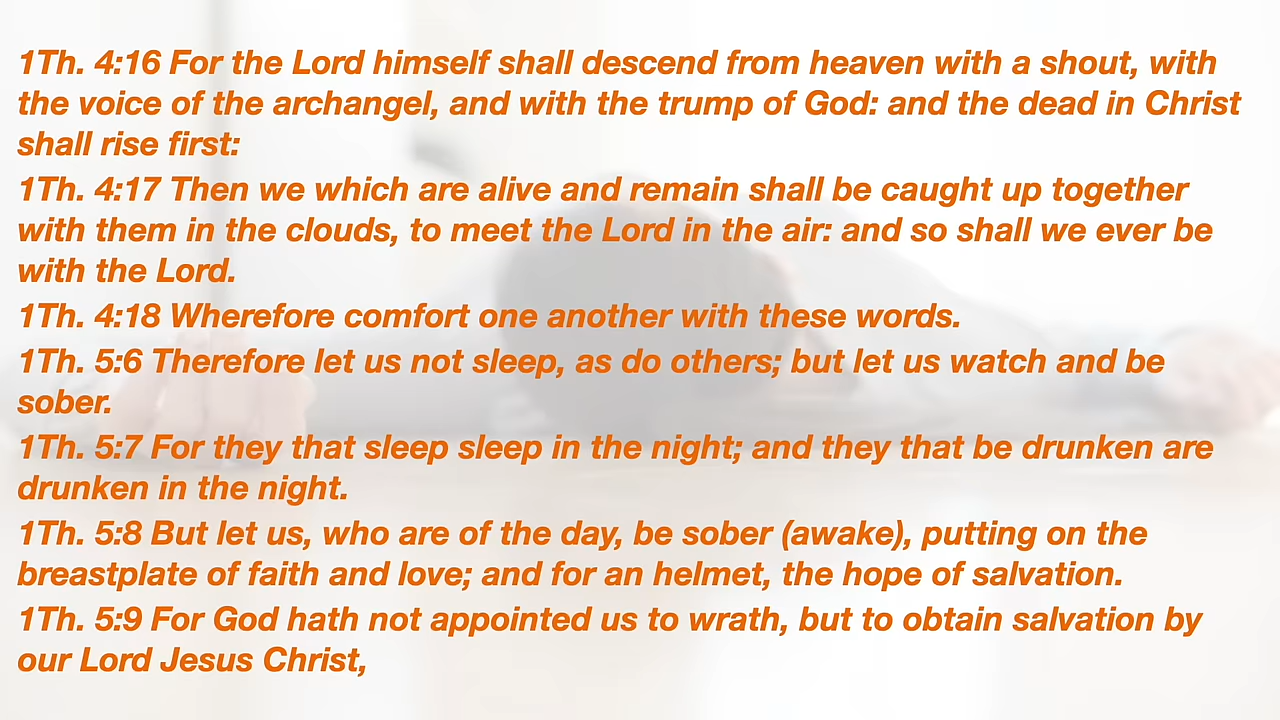 1Th. 4:16 For the Lord himself shall descend from heaven with a shout, with
the voice of the archangel, and with the trump of God: and the dead in Christ
shall rise first:
1Th. 4:17 Then we which are alive and remain shall be caught up together
with them in the clouds, to meet the Lord in the air: and so shall we ever be
with the Lord.
1Th. 4:18 Wherefore comfort one another with these words.
1Th. 5:6 Therefore let us not sleep, as do others; but let us watch and be
sober.
1Th. 5:7 For they that sleep sleep in the night; and they that be drunken are
drunken in the night.
1Th. 5:8 But let us, who are of the day, be sober (awake), putting on the
breastplate of faith and love; and for an helmet, the hope of salvation.
1Th. 5:9 For God hath not appointed us to wrath, but to obtain salvation by
our Lord Jesus Christ,